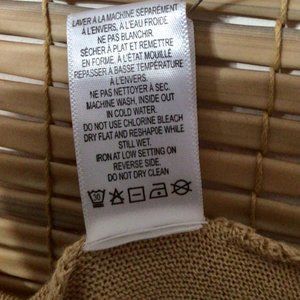 LAVER À LA MACHINE SÉPARÉMENT
À L'ENVERS, À L'EAU FROIDE
NE PAS BLANCHIR.
SÉCHER À PLAT ET REMETTRE
EN FORME, À L'ÉTAT MOUILLÉ
REPASSER À BASSE TEMPÉRATURE
À L'ENVERS.
NE PAS NETTOYER À SEC.
MACHINE WASH, INSIDE OUT
IN COLD WATER.
DO NOT USE CHLORINE BLEACH
DRY FLAT AND RESHAPOE WHILE
STILL WET.
IRON AT LOW SETTING ON
REVERSE SIDE.
DO NOT DRY CLEAN
30